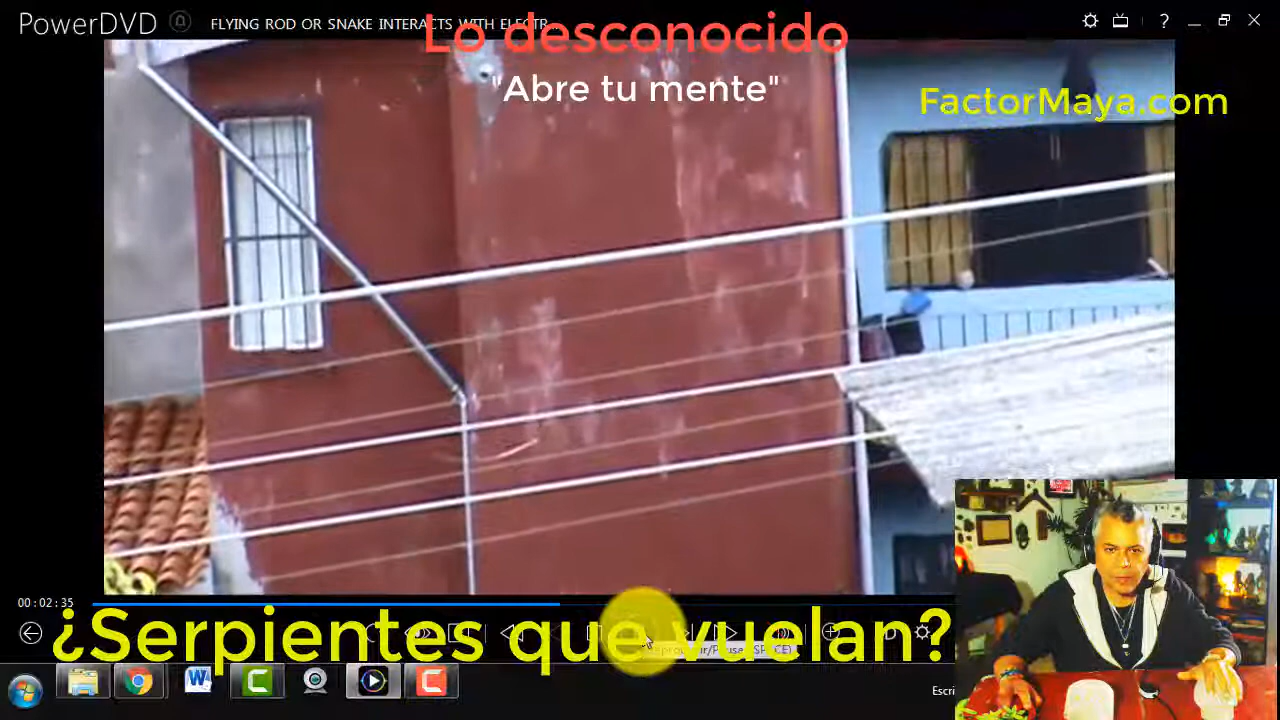 PowerDVD
FLYING ROD OR SNAKE INTERACTS WITH ELECTR...
Lo desconocido
"Abre tu mente"
FactorMaya.com
00:02:35
¿Serpientes que vuelan?
Escri